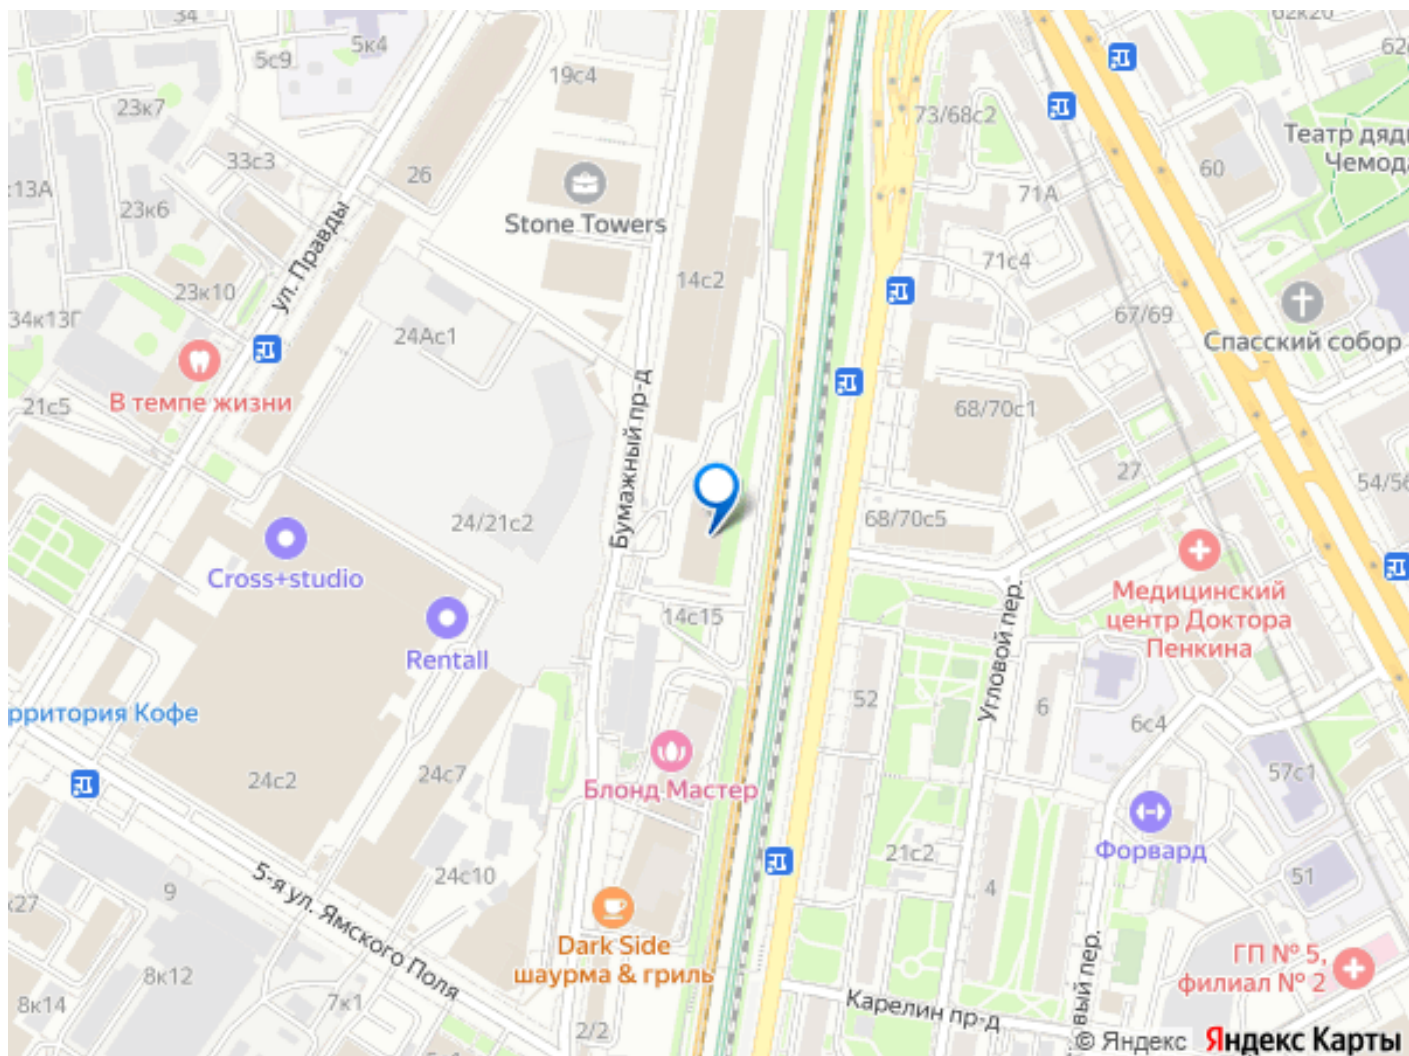 34
5к4
5с9
19с4
62к20
62
23к7
73/68с2
Театр дяд
Чемода
33с3
26
60
:13А
71А
23к6
Stone Towers
ул. Правды
71с4
14с2
23к10
34к13Г
67/69
24Ас1
Спасский собор
В темпе жизни
21с5
68/70с1
Бумажный пр-д
27
54/56
24/21с2
68/70с5
Cross+studio
Медицинский
центр Доктора
Пенкина
14с15
Rentall
Угловой пер.
52
6
6с4
рритория Кофе
24с2
24с7
57с1
Блонд Мастер
Форвард
21с2
5-я ул. Ямского Поля
24с10
9
4
51
к27
Dark Side
шаурма & гриль
ГП № 5,
филиал № 2
8к12
8к14
7к1
вый пер.
Карелин пр-д
2/2
© Яндекс Яндекс Карты